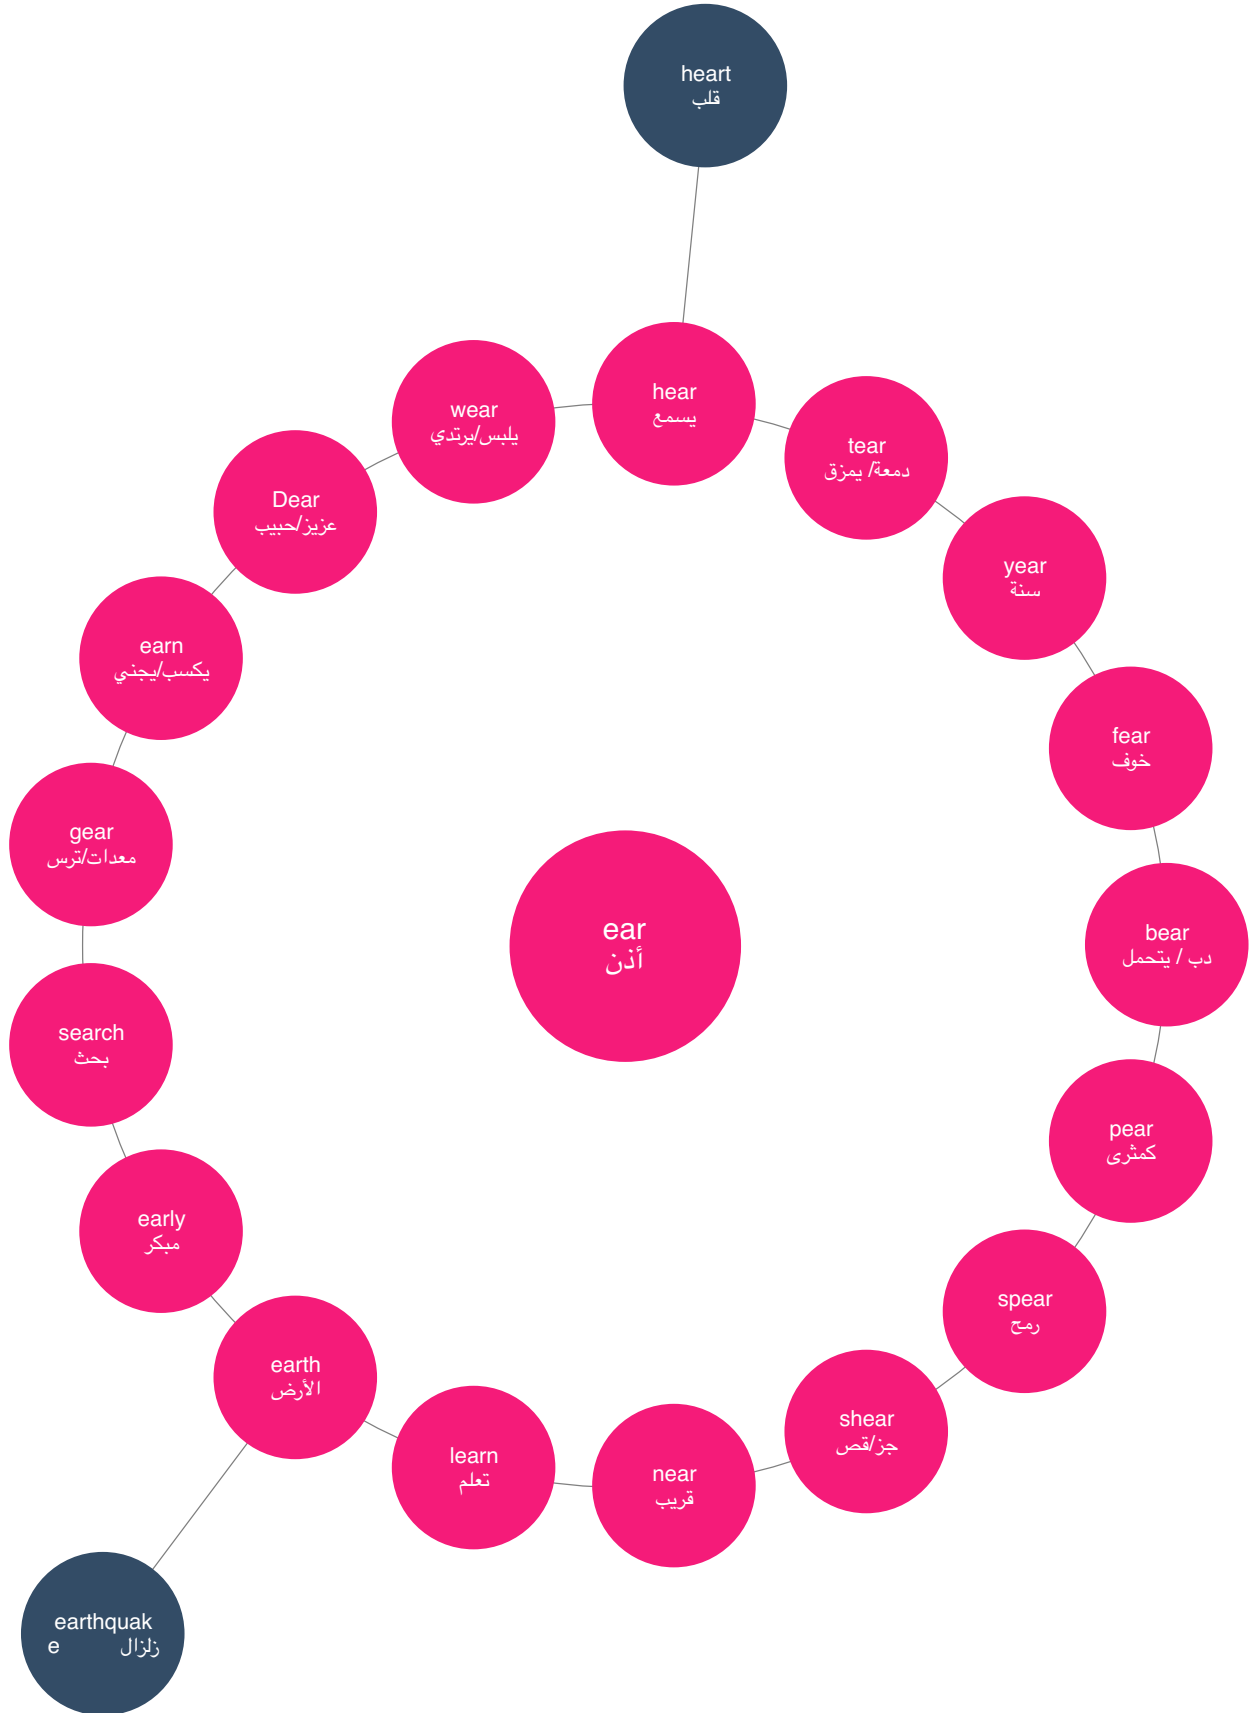 heart
قلب
hear
يسمع
tear
دمعة/ يمزق
year
سنة
fear
خوف
bear
دب / يتحمل
pear
كمثرى
spear
رمح
shear
جز/قص
near
قريب
learn
تعلم
earth
الأرض
earthquak
e زلزال
early
مبكر
search
بحث
gear
معدات/ترس
earn
يكسب/يجني
Dear
عزيز/حبيب
wear
يلبس/يرتدي
ear
أذن